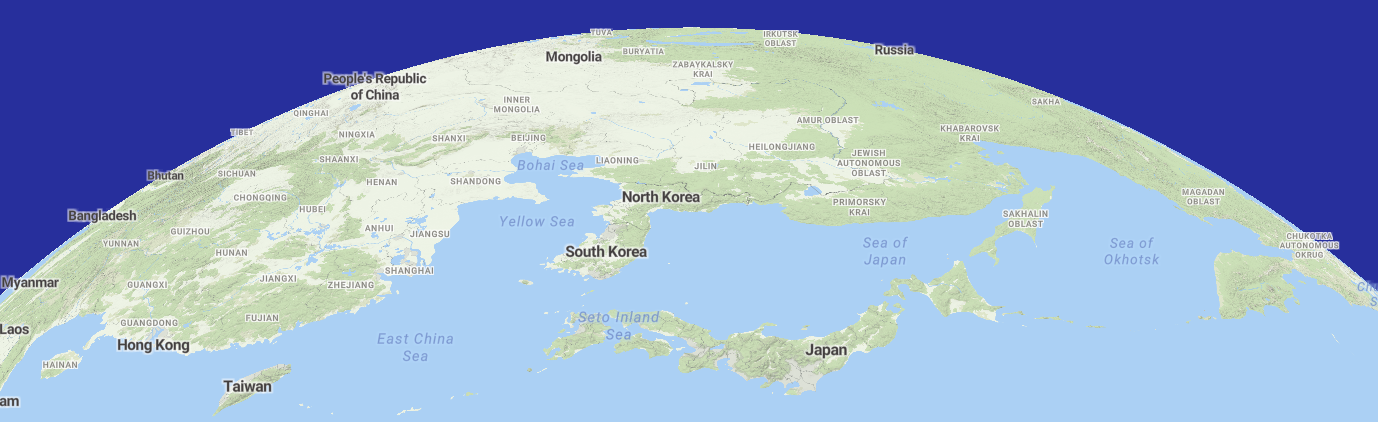 TUVA
IRKUTSK
OBLAST
BURYATIA
Russia
Mongolia
ZABAYKALSKY
KRAI
People's Republic
of China
INNER
MONGOLIA
SAKHA
QINGHAI
AMUR OBLAST
TIBET
NINGXIA
SHANXI
BEIJING
KHABAROVSK
KRAI
HEILONGJIANG
SHAANXI
Bohai Sea
LIAONING
JILIN
JEWISH
AUTONOMOUS
OBLAST
Bhutan
SICHUAN
HENAN
SHANDONG
CHONGQING
North Korea
MAGADAN
OBLAST
PRIMORSKY
KRAI
Bangladesh
HUBEI
Yellow Sea
SAKHALIN
OBLAST
GUIZHOU
ANHUI
JIANGSU
YUNNAN
Sea of
Japan
Sea of
Okhotsk
CHUKOTKA
AUTONOMOUS
OKRUG
HUNAN
South Korea
SHANGHAI
Myanmar
GUANGXI
JIANGXI
ZHEJIANG
GUANGDONG
FUJIAN
Seto Inland
Sea
Laos
Hong Kong
East China
Sea
Japan
HAINAN
Taiwan
am